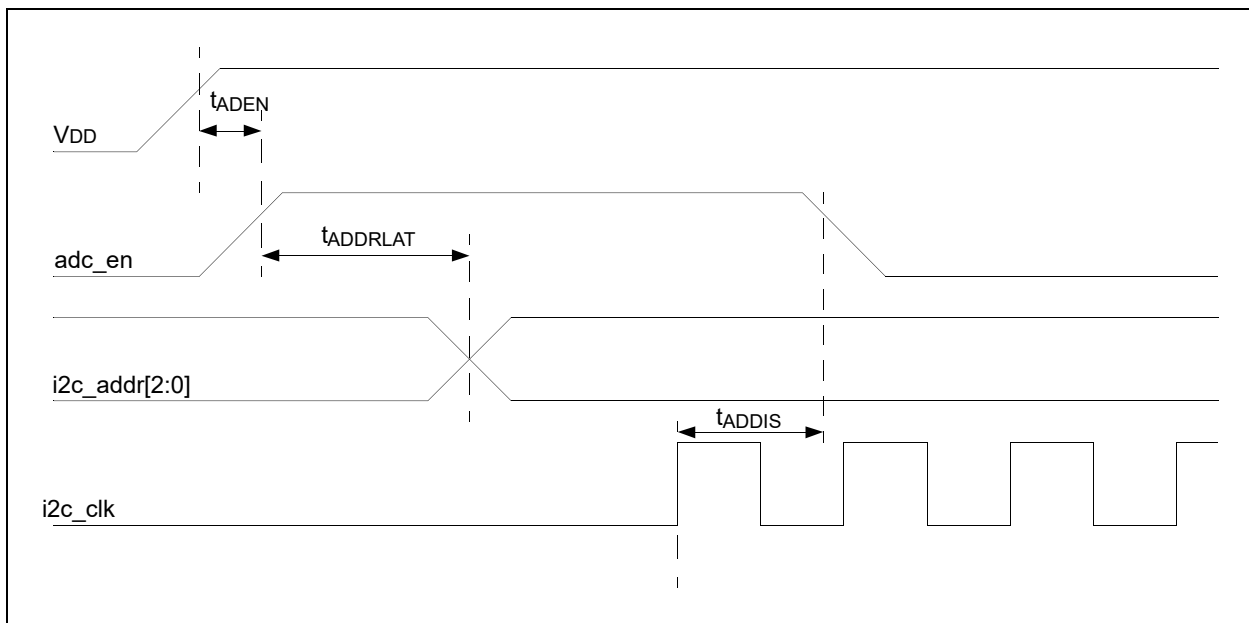 tADEN
VDD
tADDRLAT
adc_en
i2c_addr[2:0]
tADDIS
i2c_clk